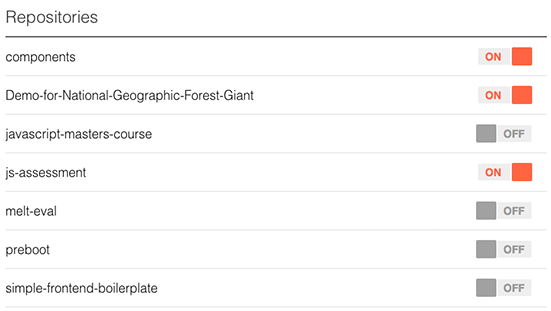 Repositories
components ON
Demo-for-National-Geographic-Forest-Giant ON
javascript-masters-course OFF
js-assessment ON
melt-eval OFF
preboot OFF
simple-frontend-boilerplate OFF